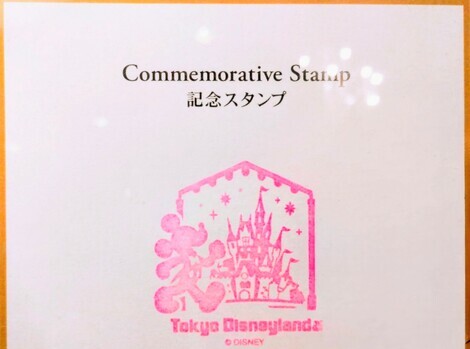 Commemorative Stamp
記念スタンプ
Tokyo Disneyland®
© DISNEY